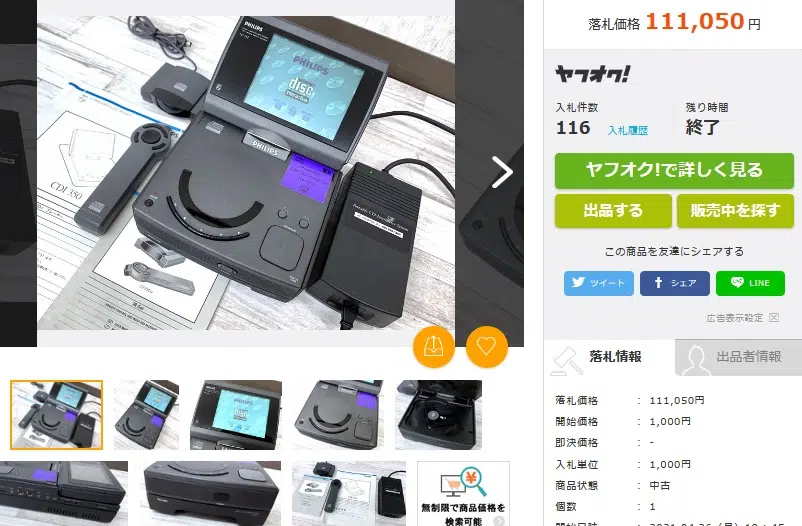 落札価格 111,050 円
ヤフオク!
入札件数
残り時間
116 入札履歴
終了
ヤフオク!で詳しく見る
出品する
販売中を探す
この商品を友達にシェアする
ツイート
シェア
LINE
広告表示設定
落札情報
出品者情報
落札価格 : 111,050円
開始価格 : 1,000円
即決価格 : -
入札単位 : 1,000円
商品状態 : 中古
個数 : 1
PHILIPS
PHILIPS
disc
PHILIPS
CDI 350
無制限で商品価格を
検索可能